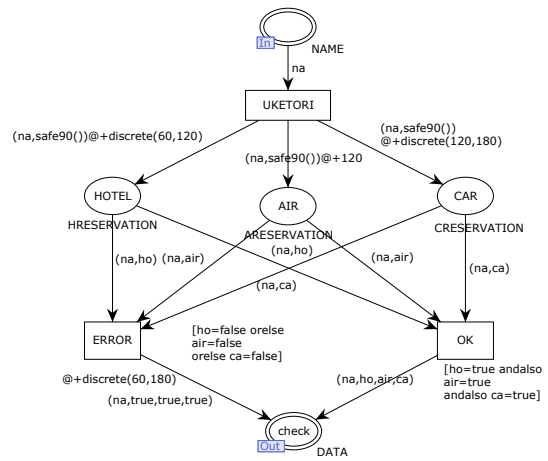 In
NAME
na
UKETORI
(na,safe90())@+discrete(60,120)
(na,safe90())@+120
(na,safe90())
@+discrete(120,180)
HOTEL
HRESERVATION
AIR
ARESERVATION
CAR
CRESERVATION
(na,ho)
(na,air)
(na,ho)
(na,air)
(na,ca)
(na,ca)
ERROR
[ho=false orelse
air=false
orelse ca=false]
OK
[ho=true andalso
air=true
andalso ca=true]
@+discrete(60,180)
(na,true,true,true)
(na,ho,air,ca)
check
Out
DATA